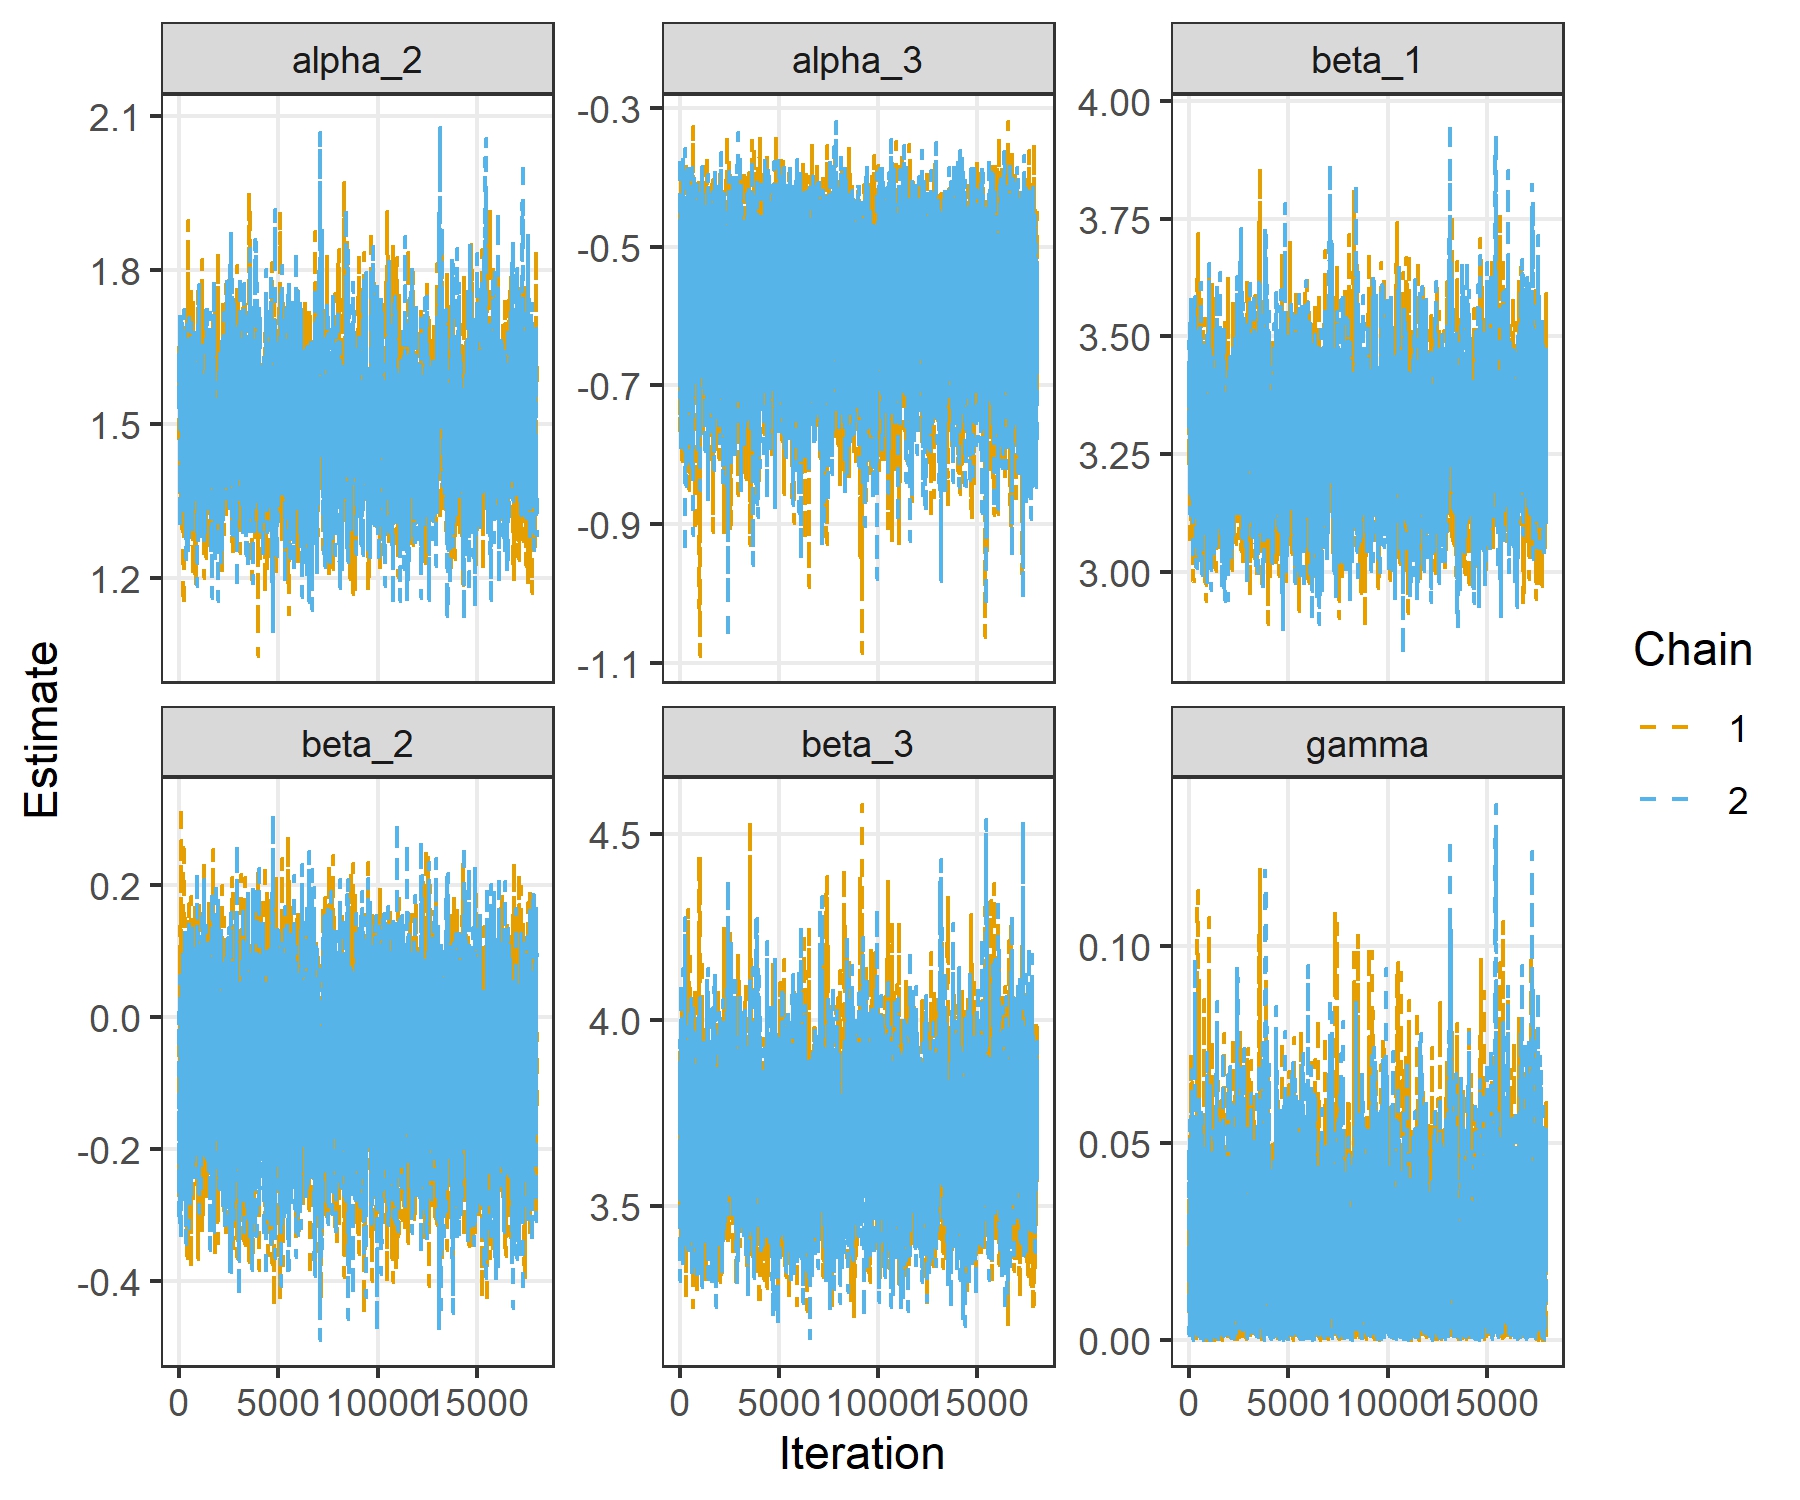 alpha_2
alpha_3
beta_1
2.1
1.8
1.5
1.2
-0.3
-0.5
-0.7
-0.9
-1.1
4.00
3.75
3.50
3.25
3.00
Estimate
beta_2
beta_3
gamma
0.2
0.0
-0.2
-0.4
4.5
4.0
3.5
0.10
0.05
0.00
0 5000 10000 15000
0 5000 10000 15000
0 5000 10000 15000
Iteration
Chain
1
2